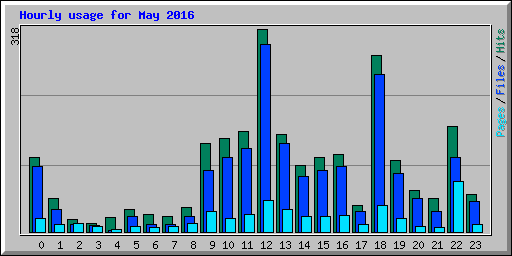 Hourly usage for May 2016
318
Pages / Files / Hits
0 1 2 3 4 5 6 7 8 9 10 11 12 13 14 15 16 17 18 19 20 21 22 23